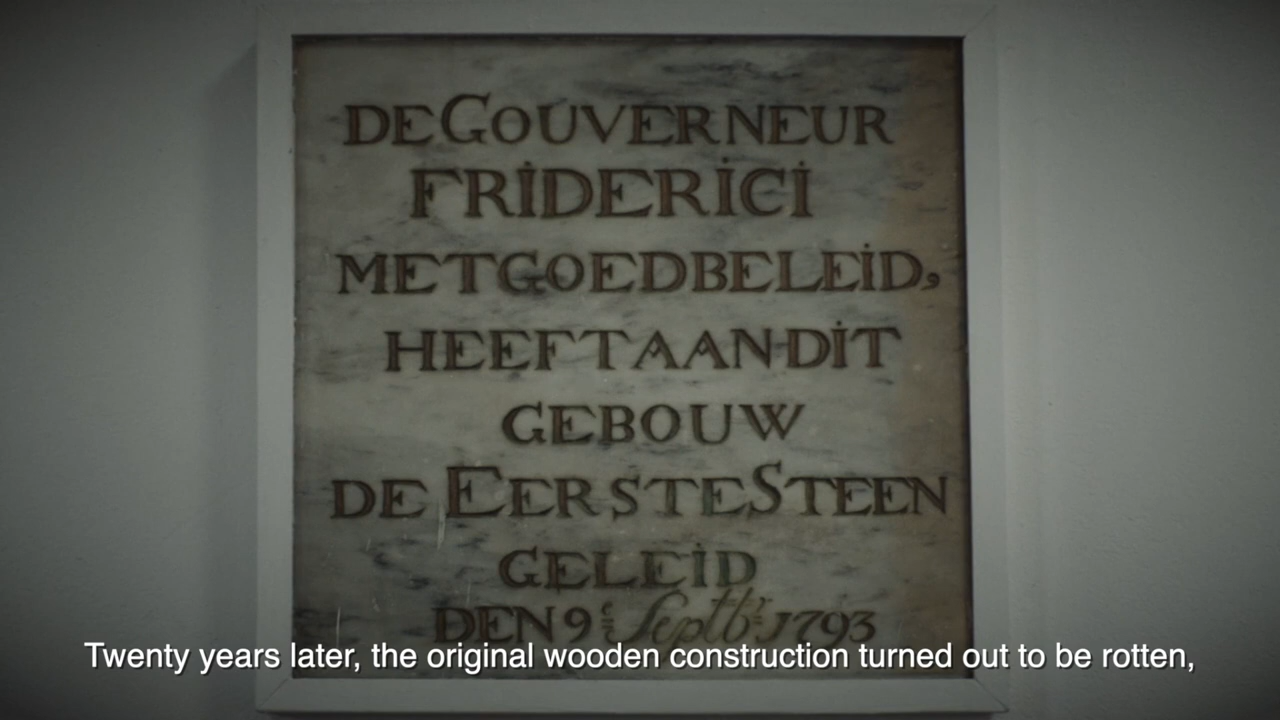 DE GOUVERNEUR
FRIDERICI
MET GOED BELEID,
HEEFT AAN DIT
GEBOUW
DE EERSTE STEEN
GELEID
DEN 9e Septbr 1793
Twenty years later, the original wooden construction turned out to be rotten,